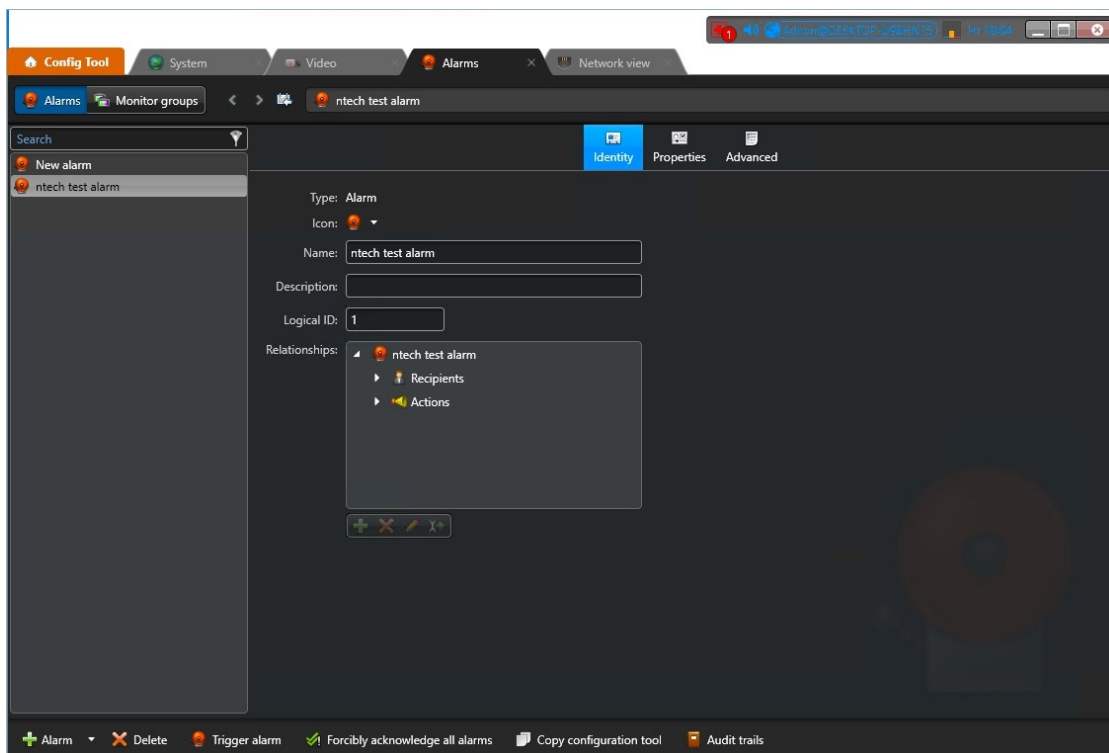 1
Config Tool System Video Alarms Network view
Alarms Monitor groups ntech test alarm
Search
New alarm
ntech test alarm
Identity Properties Advanced
Type: Alarm
Icon:
Name: ntech test alarm
Description:
Logical ID: 1
Relationships: ntech test alarm
Recipients
Actions
Alarm Delete Trigger alarm Forcibly acknowledge all alarms Copy configuration tool Audit trails